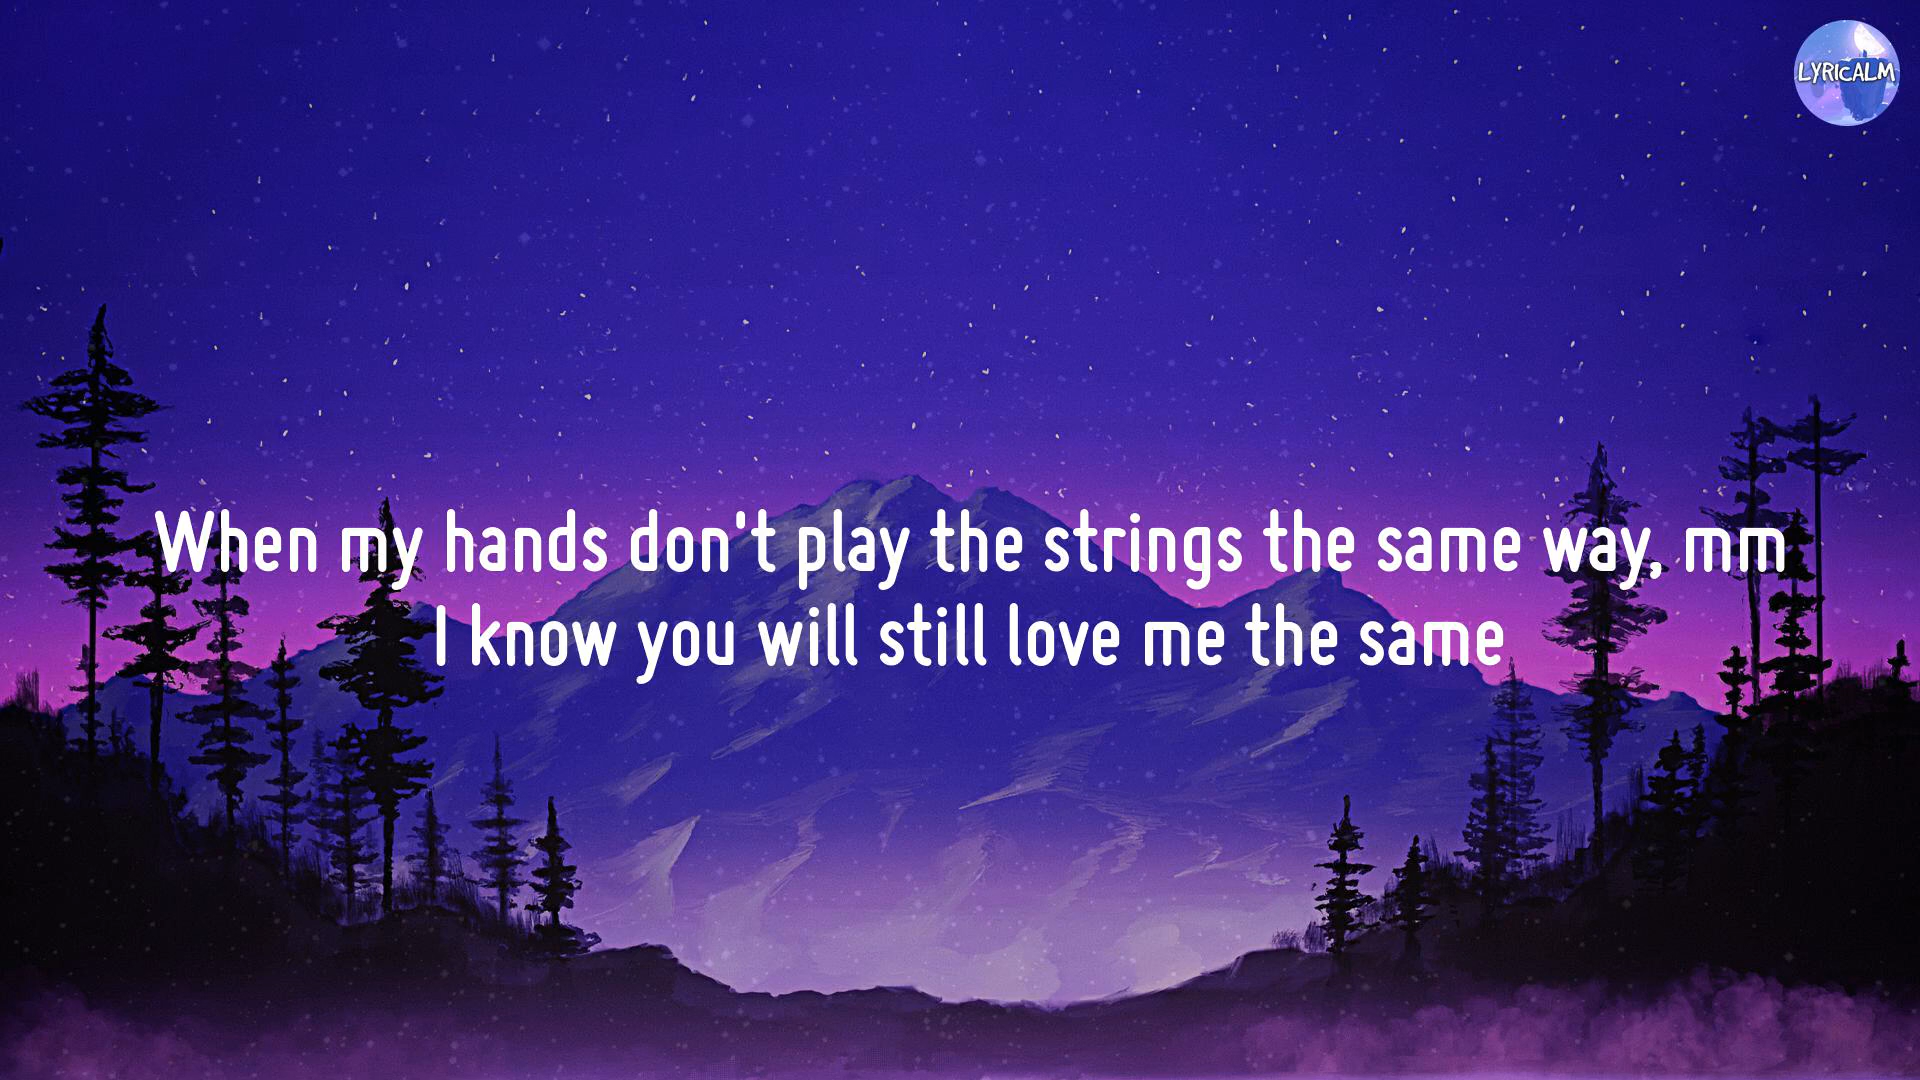 LYRICALM
When my hands don't play the strings the same way, mm
I know you will still love me the same